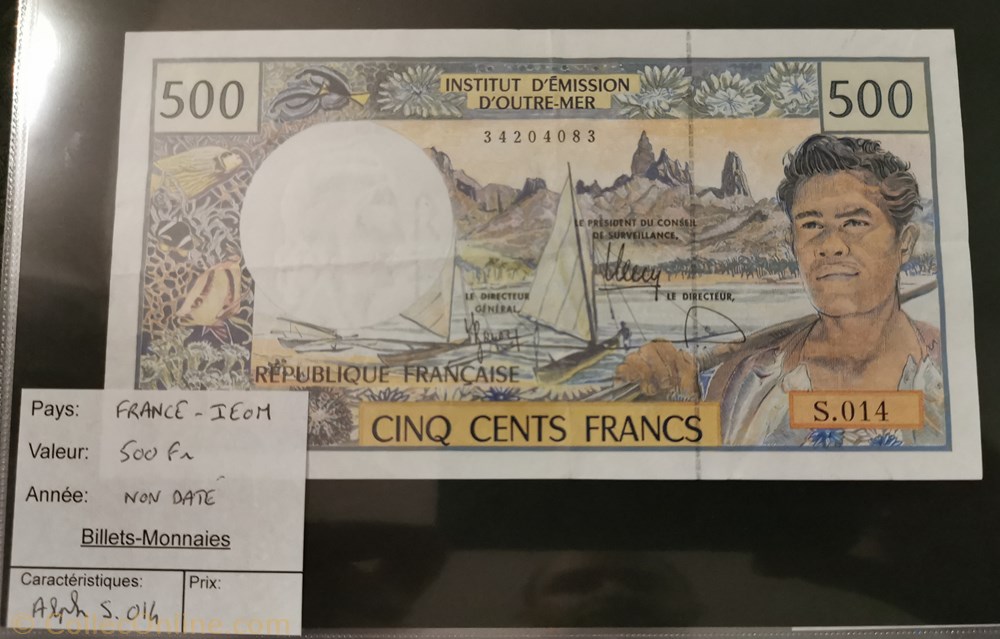 500
INSTITUT D'ÉMISSION
D'OUTRE-MER
500
34204083
LE PRÉSIDENT DU CONSEIL
DE SURVEILLANCE,
LE DIRECTEUR
GÉNÉRAL,
LE DIRECTEUR,
RÉPUBLIQUE FRANÇAISE
CINQ CENTS FRANCS
S.014
Pays: FRANCE - IEOM
Valeur: 500 Fr
Année: NON DATÉ
Billets-Monnaies
Caractéristiques:
Alph S.014
Prix:
© CollecOnline.com